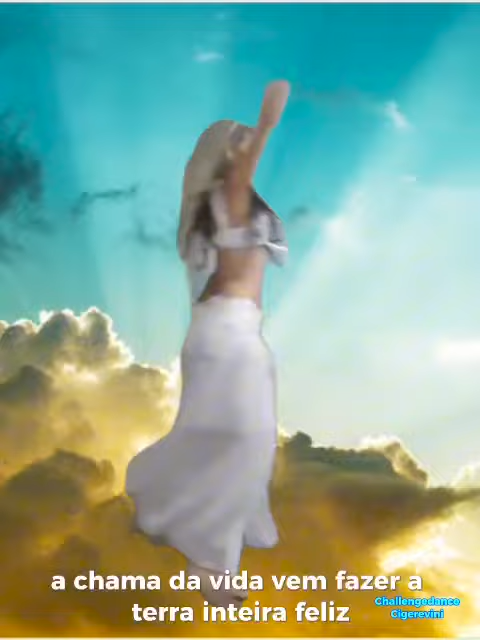 a chama da vida vem fazer a
terra inteira feliz
Challengedance
Cigerevini